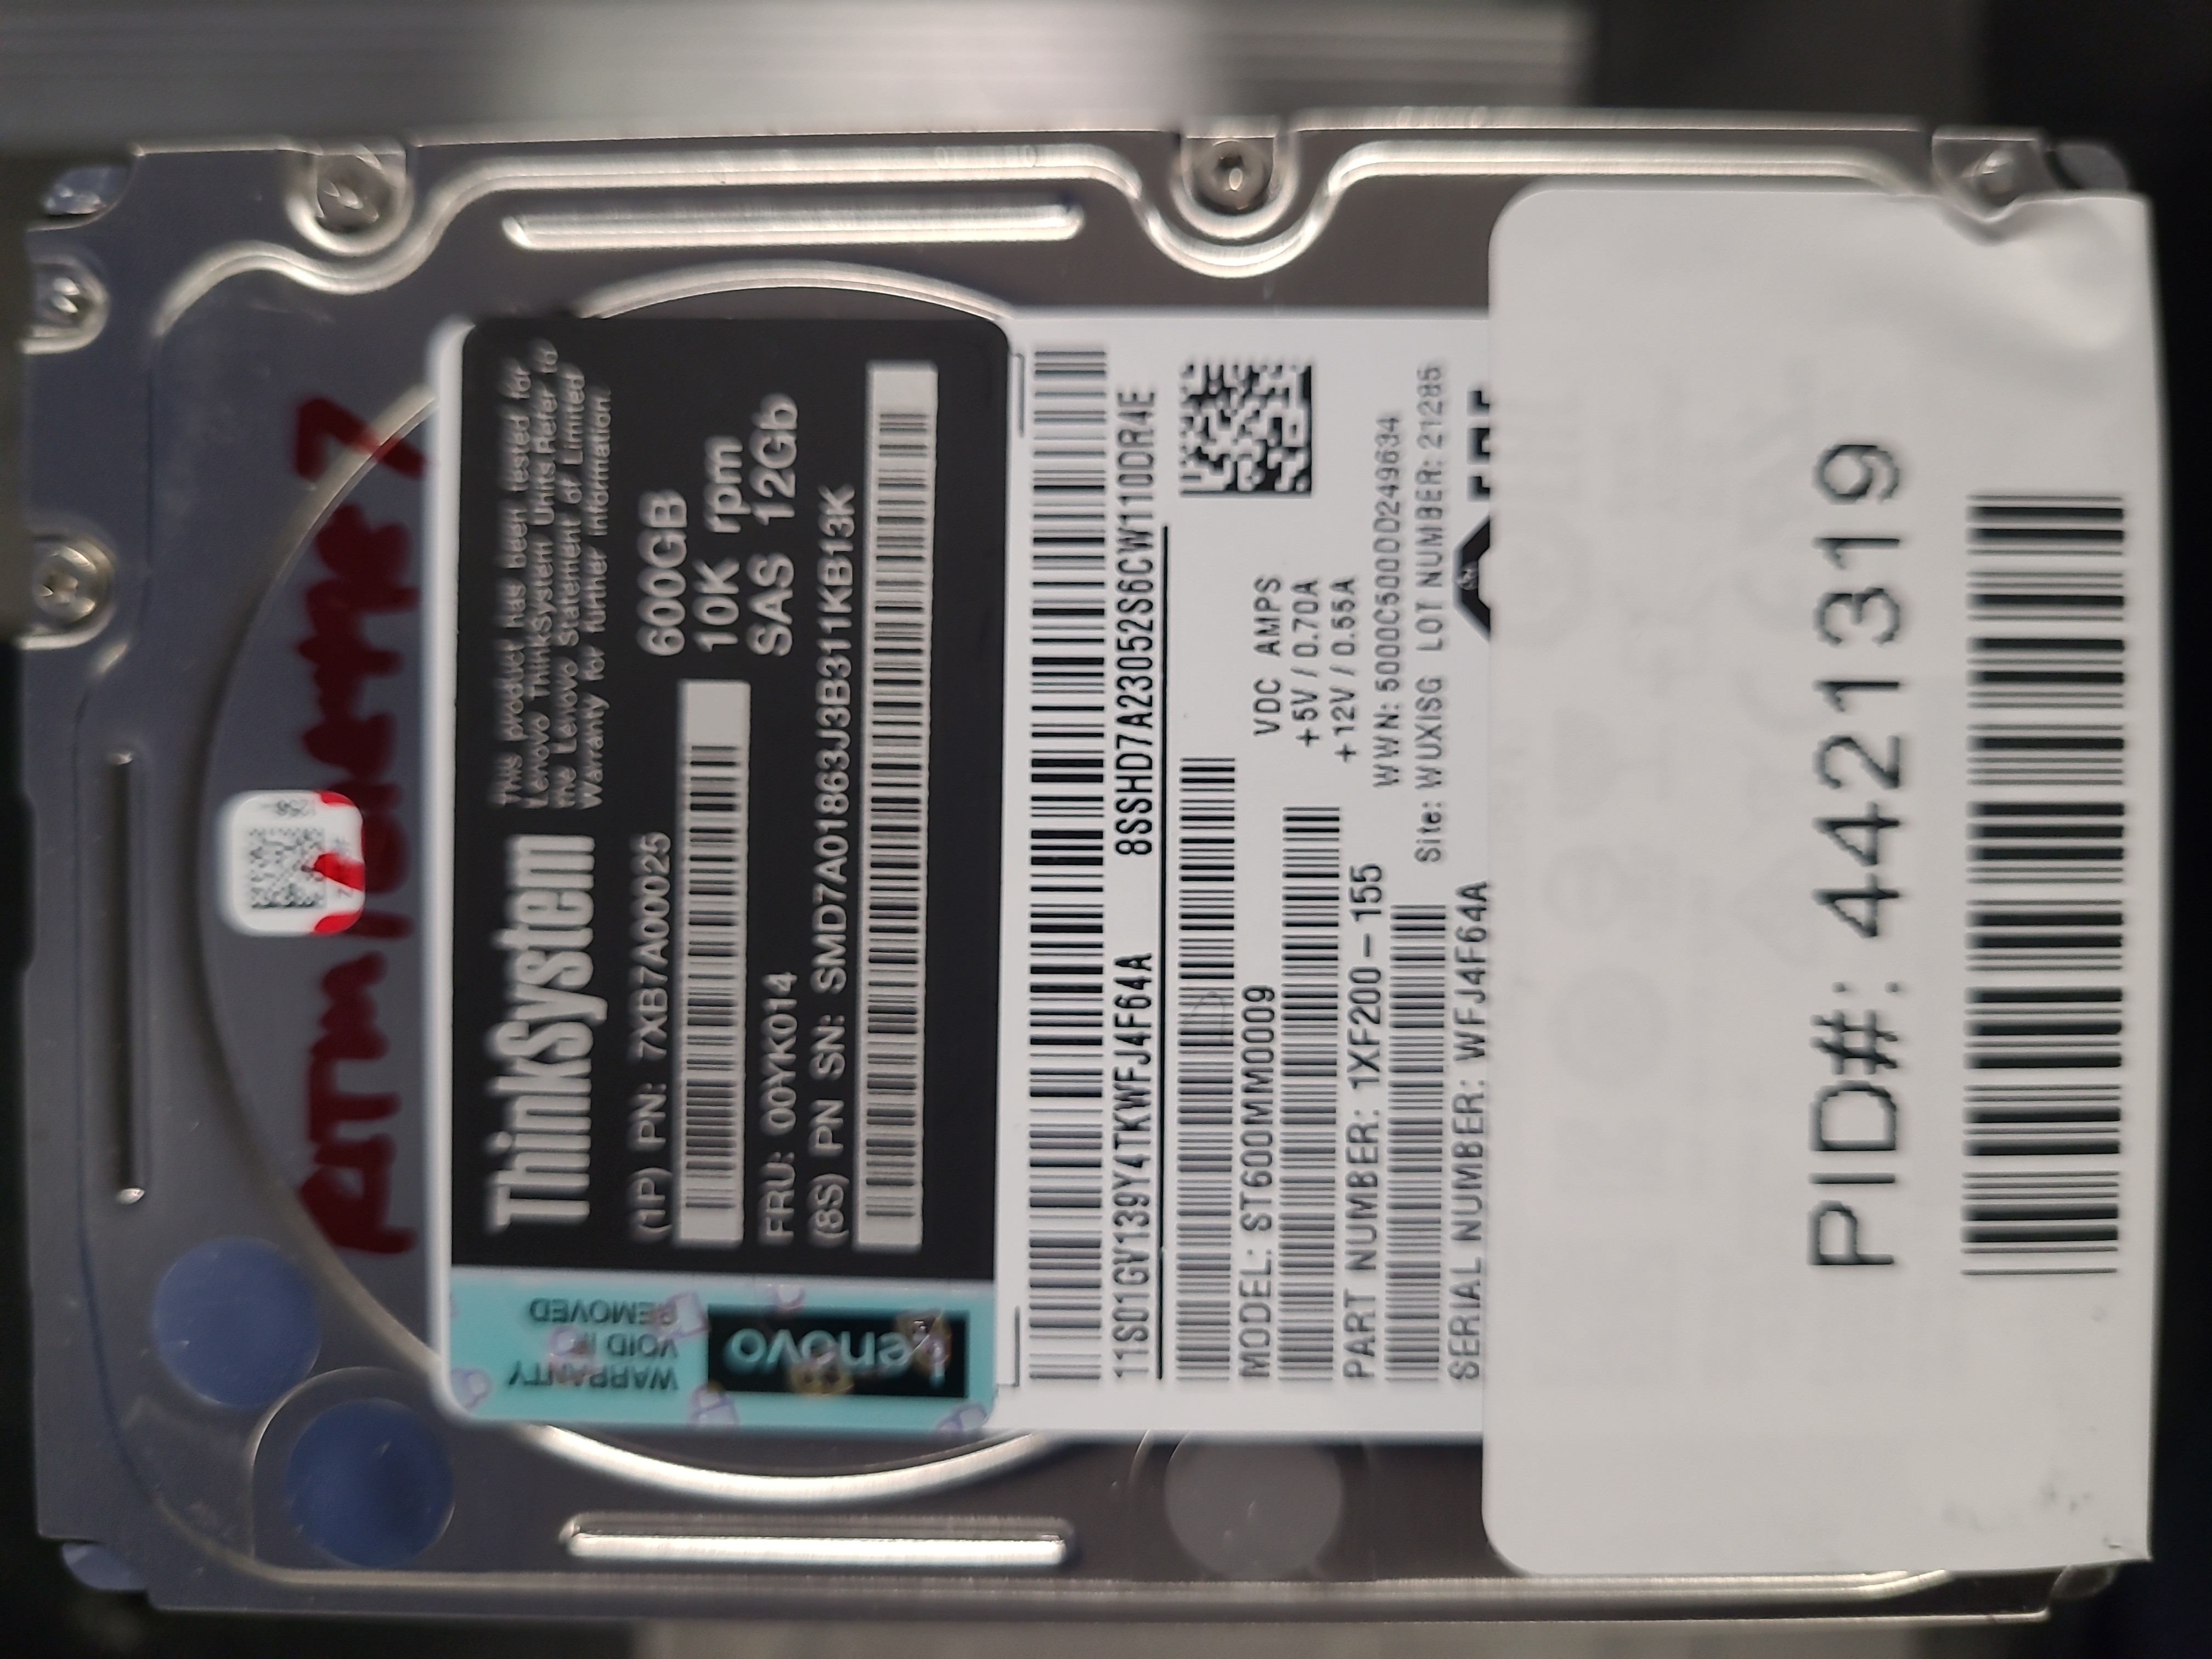 ThinkSystem
This product has been tested for
Lenovo ThinkSystem Units.Refer to
the Lenovo Statement of Limited
Warranty for further information.
WARRANTY
VOID IF
REMOVED
Lenovo
(1P) PN: 7XB7A00025
600GB
10K rpm
SAS 12Gb
FRU: 00YK014
(8S) PN SN: SMD7A01863J3B311KB13K
11S01GV139Y4TKWFJ4F64A 8SSHD7A23052S6CW110DR4E
MODEL: ST600MM0009
VDC AMPS
+5V / 0.70A
+12V / 0.55A
PART NUMBER: 1XF200-155
WWN: 5000C500DD249634
Site: WUXISG LOT NUMBER: 21285
SERIAL NUMBER: WFJ4F64A
PID#: 4421319